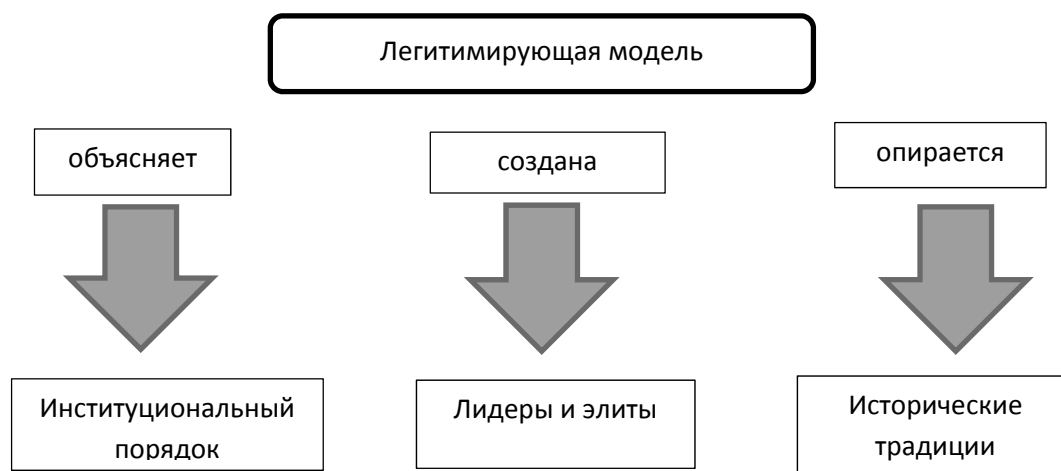 Легитимирующая модель
объясняет
создана
опирается
Институциональный
порядок
Лидеры и элиты
Исторические
традиции